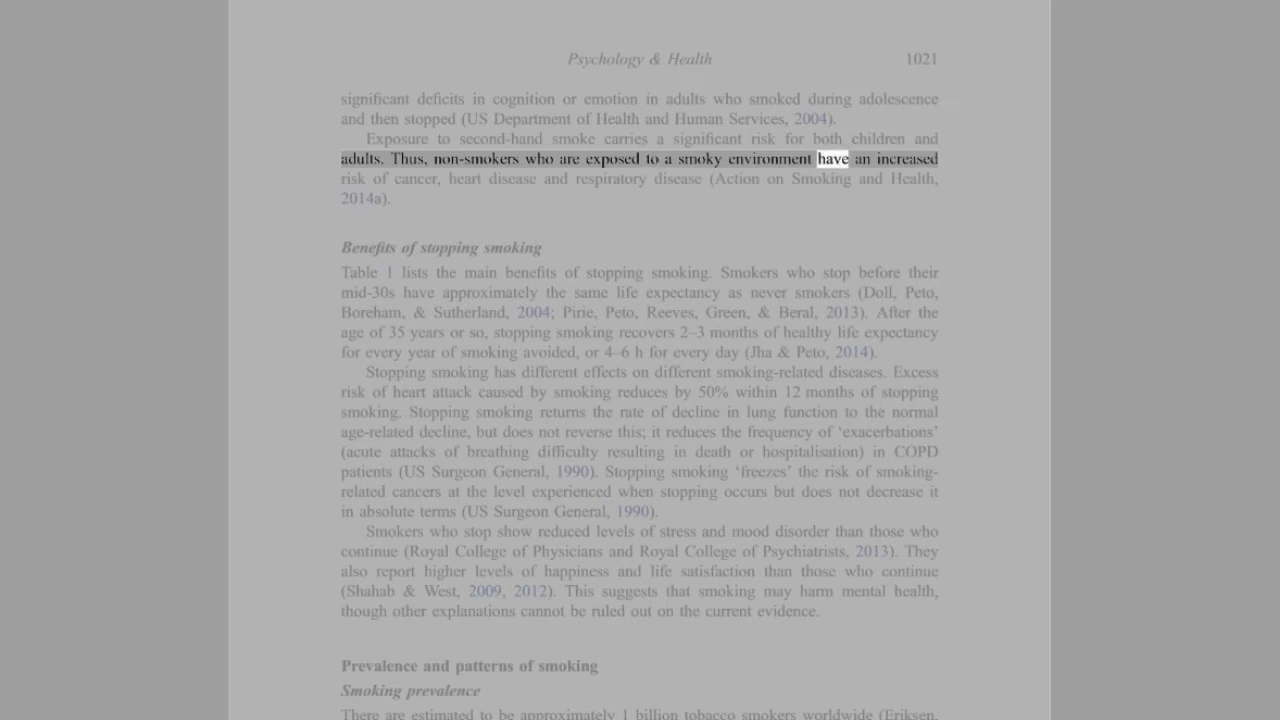 Psychology & Health 1021
significant deficits in cognition or emotion in adults who smoked during adolescence
and then stopped (US Department of Health and Human Services, 2004).
Exposure to second-hand smoke carries a significant risk for both children and
adults. Thus, non-smokers who are exposed to a smoky environment have an increased
risk of cancer, heart disease and respiratory disease (Action on Smoking and Health,
2014a).
Benefits of stopping smoking
Table 1 lists the main benefits of stopping smoking. Smokers who stop before their
mid-30s have approximately the same life expectancy as never smokers (Doll, Peto,
Boreham, & Sutherland, 2004; Pirie, Peto, Reeves, Green, & Beral, 2013). After the
age of 35 years or so, stopping smoking recovers 2–3 months of healthy life expectancy
for every year of smoking avoided, or 4–6 h for every day (Jha & Peto, 2014).
Stopping smoking has different effects on different smoking-related diseases. Excess
risk of heart attack caused by smoking reduces by 50% within 12 months of stopping
smoking. Stopping smoking returns the rate of decline in lung function to the normal
age-related decline, but does not reverse this; it reduces the frequency of ‘exacerbations’
(acute attacks of breathing difficulty resulting in death or hospitalisation) in COPD
patients (US Surgeon General, 1990). Stopping smoking ‘freezes’ the risk of smoking-
related cancers at the level experienced when stopping occurs but does not decrease it
in absolute terms (US Surgeon General, 1990).
Smokers who stop show reduced levels of stress and mood disorder than those who
continue (Royal College of Physicians and Royal College of Psychiatrists, 2013). They
also report higher levels of happiness and life satisfaction than those who continue
(Shahab & West, 2009, 2012). This suggests that smoking may harm mental health,
though other explanations cannot be ruled out on the current evidence.
Prevalence and patterns of smoking
Smoking prevalence
There are estimated to be approximately 1 billion tobacco smokers worldwide (Eriksen,